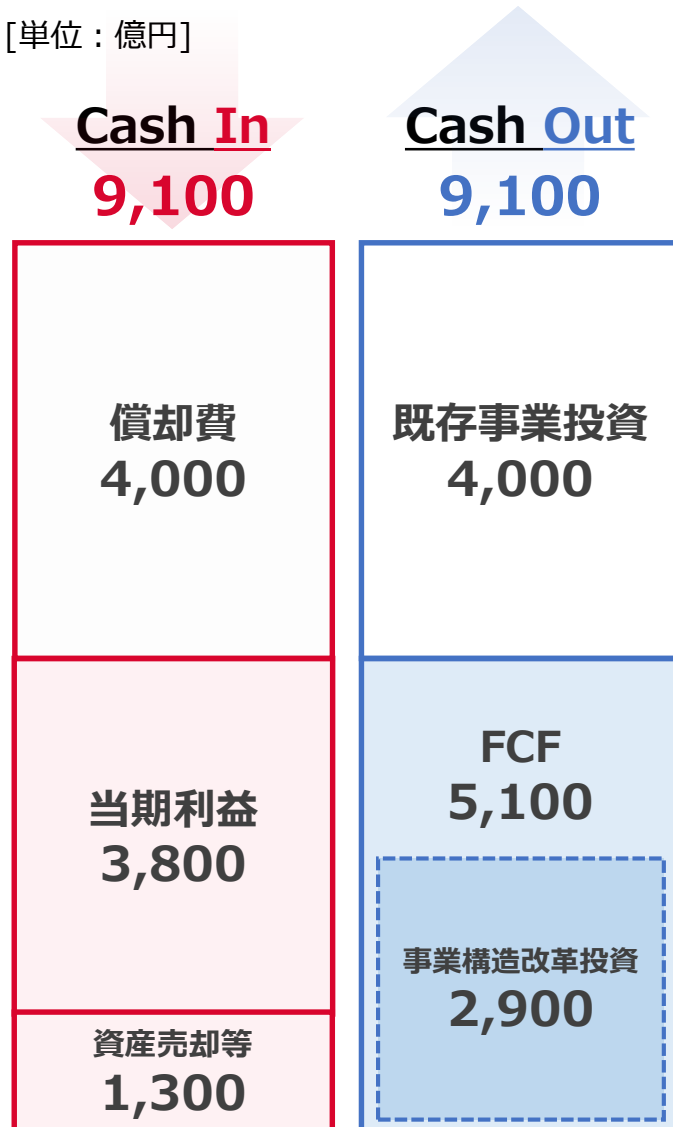 [単位：億円]
Cash In
9,100
償却費
4,000
当期利益
3,800
資産売却等
1,300
Cash Out
9,100
既存事業投資
4,000
FCF
5,100
事業構造改革投資
2,900